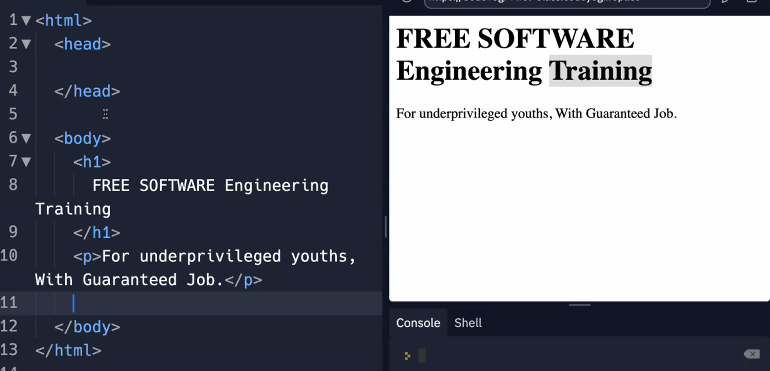 1 <html>
2 <head>
3
4 </head>
5
6 <body>
7 <h1>
8 FREE SOFTWARE Engineering
Training
9 </h1>
10 <p>For underprivileged youths,
With Guaranteed Job.</p>
11
12 </body>
13 </html>
FREE SOFTWARE
Engineering Training
For underprivileged youths, With Guaranteed Job.
Console Shell